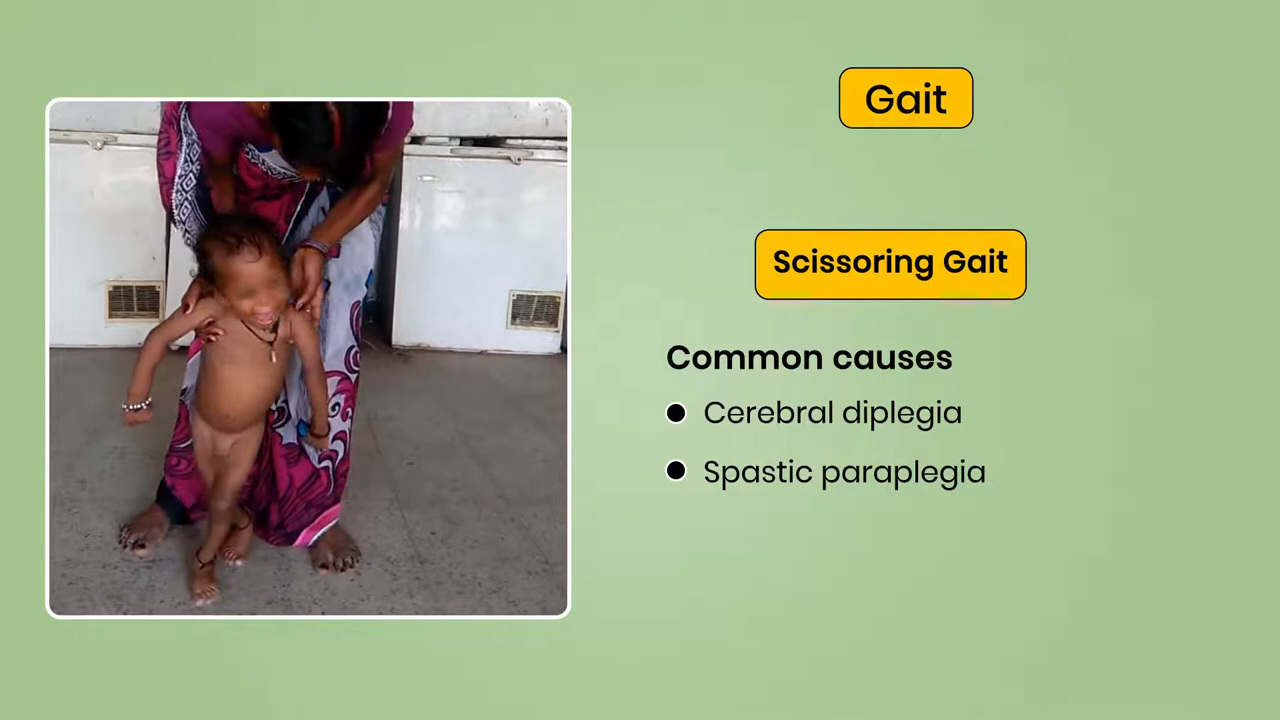 Gait
Scissoring Gait
Common causes
Cerebral diplegia
Spastic paraplegia